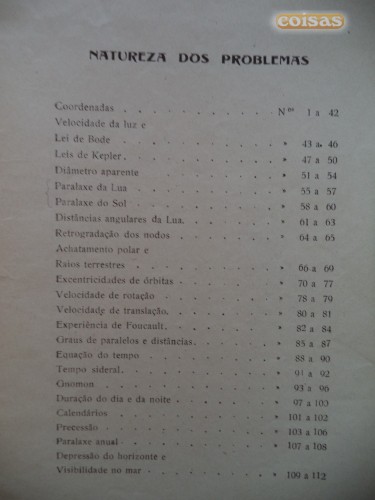 coisas
NATUREZA DOS PROBLEMAS
Coordenadas . . . . . . . . . . Nos 1 a 42
Velocidade da luz e
Lei de Bode . . . . . . . . . . » 43 a 46
Leis de Kepler . . . . . . . . . . » 47 a 50
Diâmetro aparente . . . . . . . . » 51 a 54
Paralaxe da Lua . . . . . . . . . » 55 a 57
Paralaxe do Sol . . . . . . . . . » 58 a 60
Distâncias angulares da Lua. . . . . . » 61 a 63
Retrogradação dos nodos . . . . . . » 64 a 65
Achatamento polar e
Raios terrestres . . . . . . . . . » 66 a 69
Excentricidades de órbitas . . . . . . » 70 a 77
Velocidade de rotação . . . . . . . » 78 a 79
Velocidade de translação. . . . . . . » 80 a 81
Experiência de Foucault . . . . . . » 82 a 84
Graus de paralelos e distâncias. . . . . » 85 a 87
Equação do tempo . . . . . . . . » 88 a 90
Tempo sideral . . . . . . . . . . » 91 a 92
Gnomon . . . . . . . . . . . » 93 a 96
Duração do dia e da noite . . . . . . » 97 a 103
Calendários . . . . . . . . . . » 101 a 102
Precessão . . . . . . . . . . . » 103 a 106
Paralaxe anual . . . . . . . . . » 107 a 108
Depressão do horizonte e
Visibilidade no mar . . . . . . . . » 109 a 112